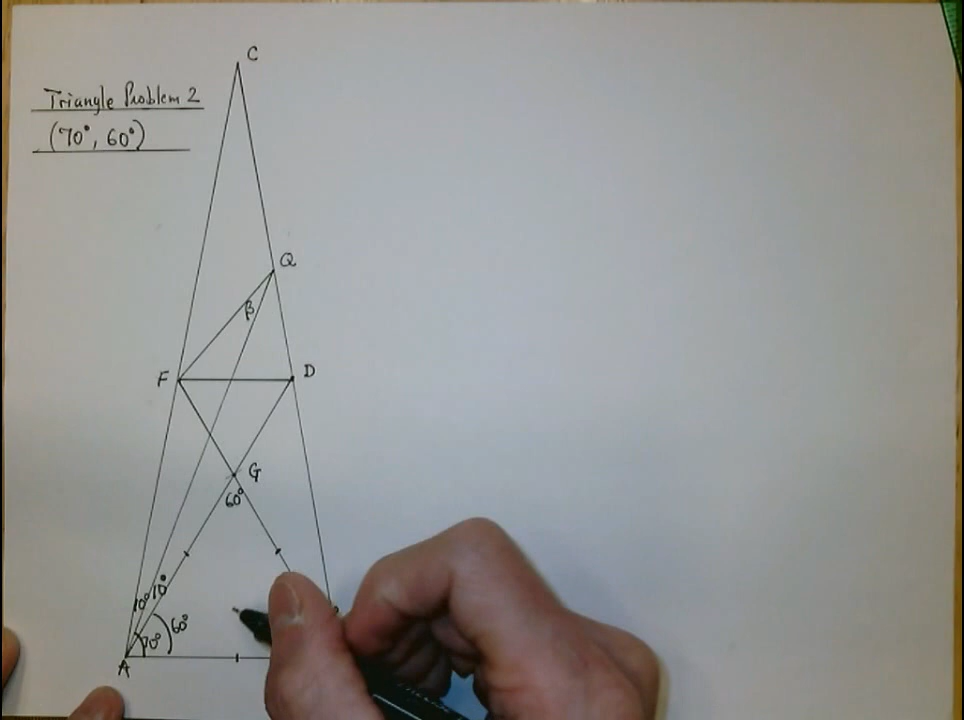 C
Triangle Problem 2
(70°, 60°)
Q
β
F
D
G
60°
10° 10°
70° 60°
A